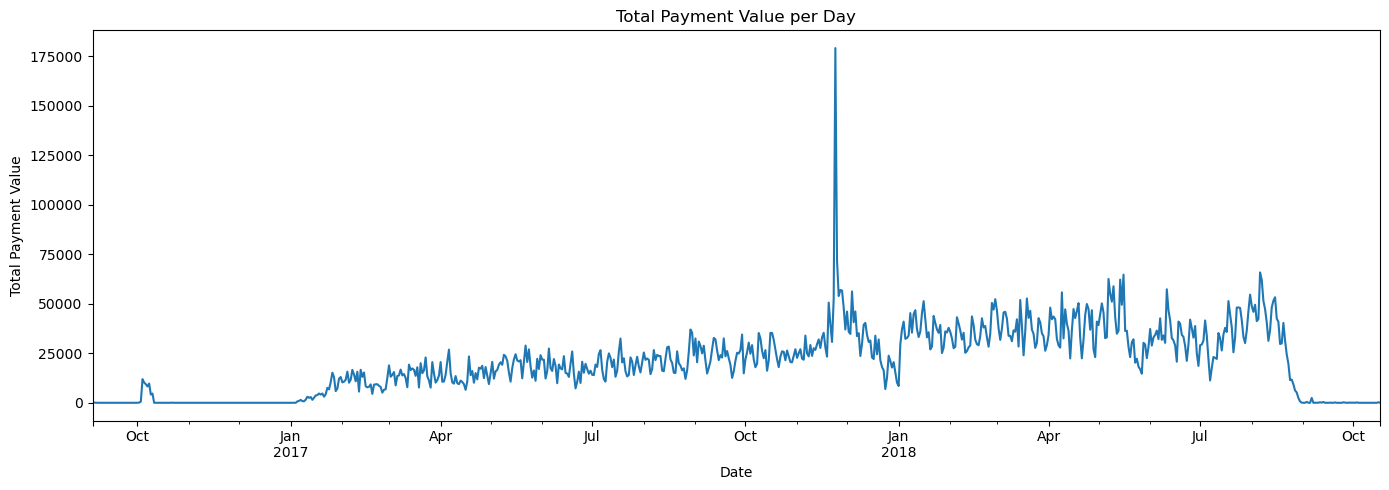 Total Payment Value per Day
Total Payment Value
175000
150000
125000
100000
75000
50000
25000
0
Oct
Jan
2017
Apr
Jul
Oct
Jan
2018
Apr
Jul
Oct
Date